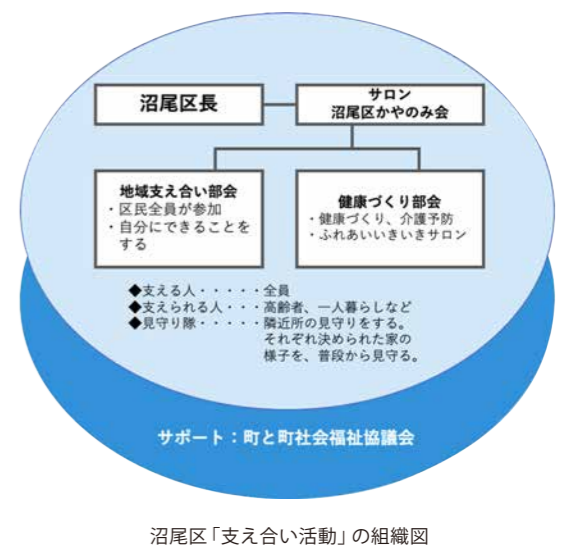 沼尾区長
サロン
沼尾区かやのみ会
地域支え合い部会
・区民全員が参加
・自分にできることを
する
健康づくり部会
・健康づくり、介護予防
・ふれあいいきいきサロン
◆支える人・・・・・全員
◆支えられる人・・・高齢者、一人暮らしなど
◆見守り隊・・・・・隣近所の見守りをする。
それぞれ決められた家の
様子を、普段から見守る。
サポート：町と町社会福祉協議会
沼尾区「支え合い活動」の組織図